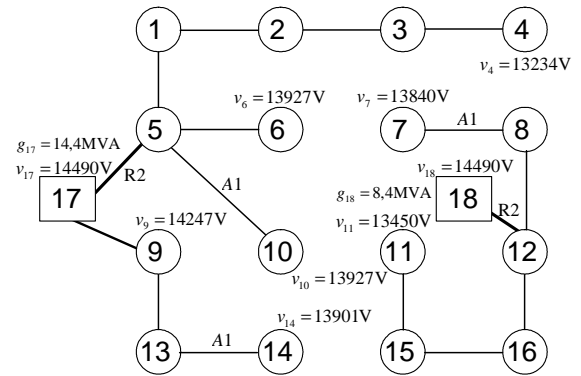 1 2 3 4
v₄ = 13234V
v₆ = 13927V
v₇ = 13840V
5 6 7 A1 8
g₁₇ = 14,4MVA
v₁₇ = 14490V
R2
A1
v₁₈ = 14490V
g₁₈ = 8,4MVA
17
18
R2
v₉ = 14247V
v₁₁ = 13450V
9 10 11 12
v₁₀ = 13927V
v₁₄ = 13901V
13 A1 14 15 16